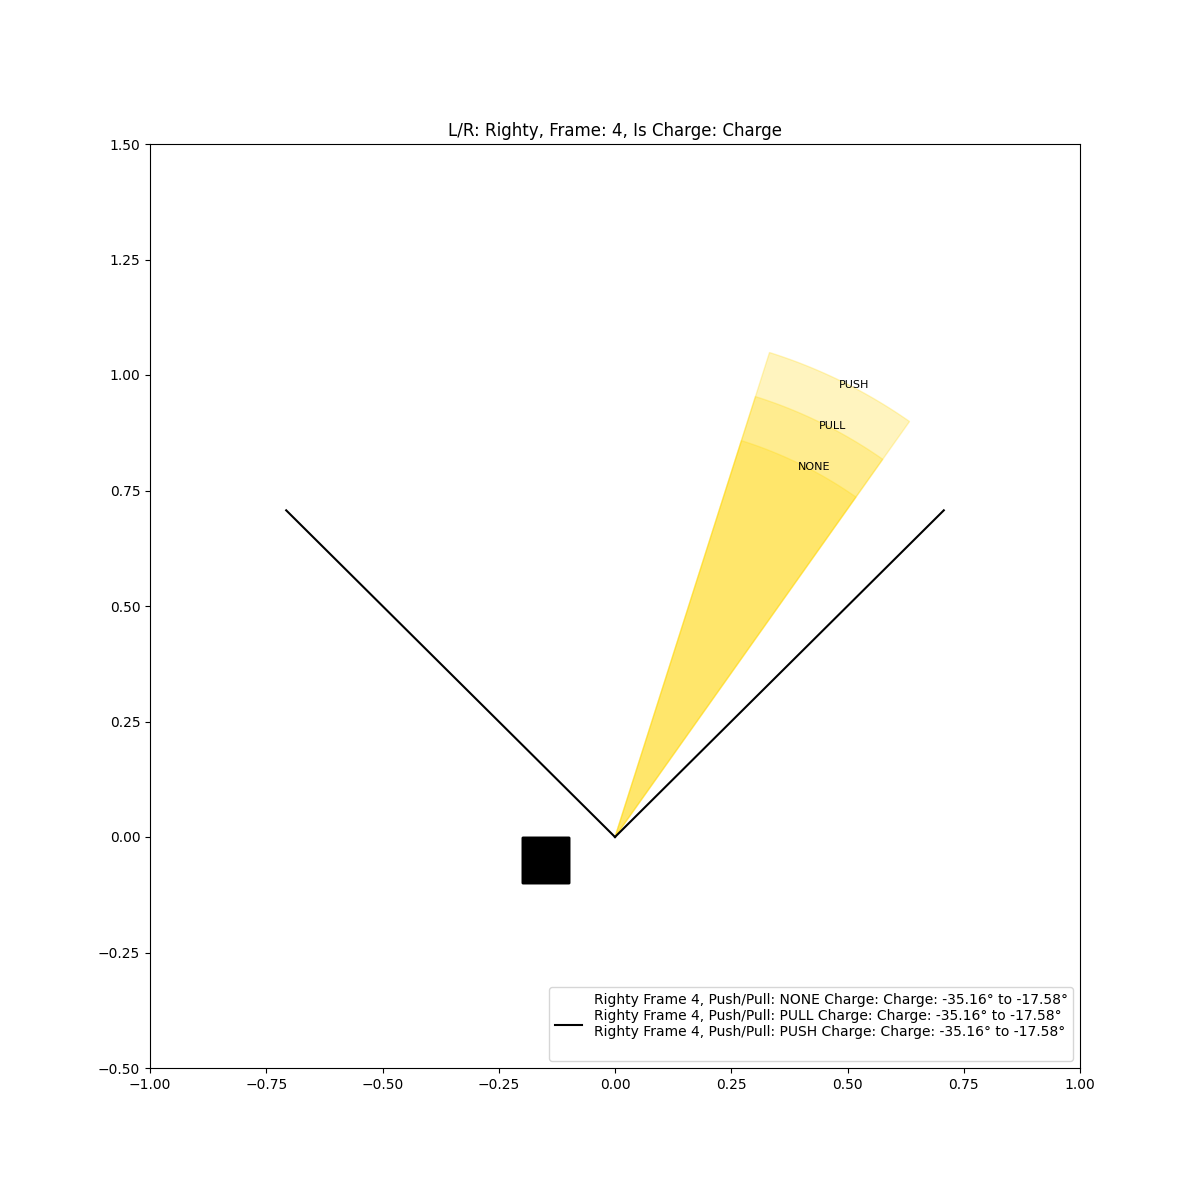 L/R: Righty, Frame: 4, Is Charge: Charge
1.50
1.25
1.00
PUSH
PULL
NONE
0.75
0.50
0.25
0.00
−0.25
Righty Frame 4, Push/Pull: NONE Charge: Charge: -35.16° to -17.58°
Righty Frame 4, Push/Pull: PULL Charge: Charge: -35.16° to -17.58°
Righty Frame 4, Push/Pull: PUSH Charge: Charge: -35.16° to -17.58°
−0.50
−1.00 −0.75 −0.50 −0.25 0.00 0.25 0.50 0.75 1.00